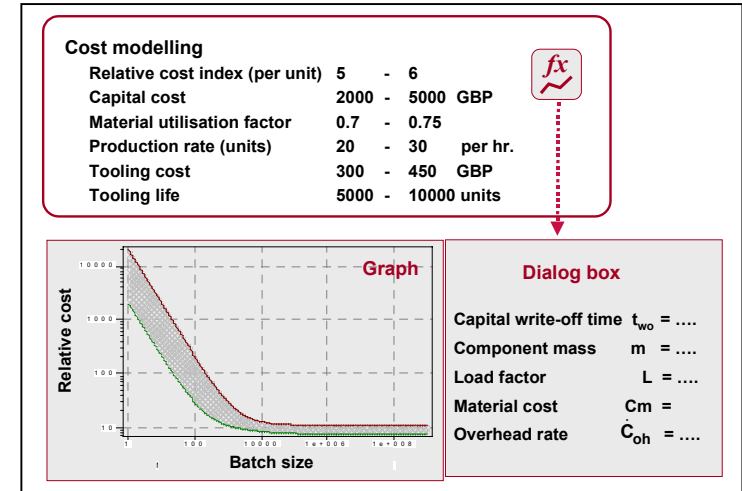 Cost modelling
Relative cost index (per unit) 5 - 6
fx
Capital cost 2000 - 5000 GBP
Material utilisation factor 0.7 - 0.75
Production rate (units) 20 - 30 per hr.
Tooling cost 300 - 450 GBP
Tooling life 5000 - 10000 units
Graph
Relative cost
10000
1000
100
10
1 100 10000 1e+006 1e+008
Batch size
Dialog box
Capital write-off time t_wo = ….
Component mass m = ….
Load factor L = ….
Material cost Cm =
Overhead rate Ċ_oh = ….